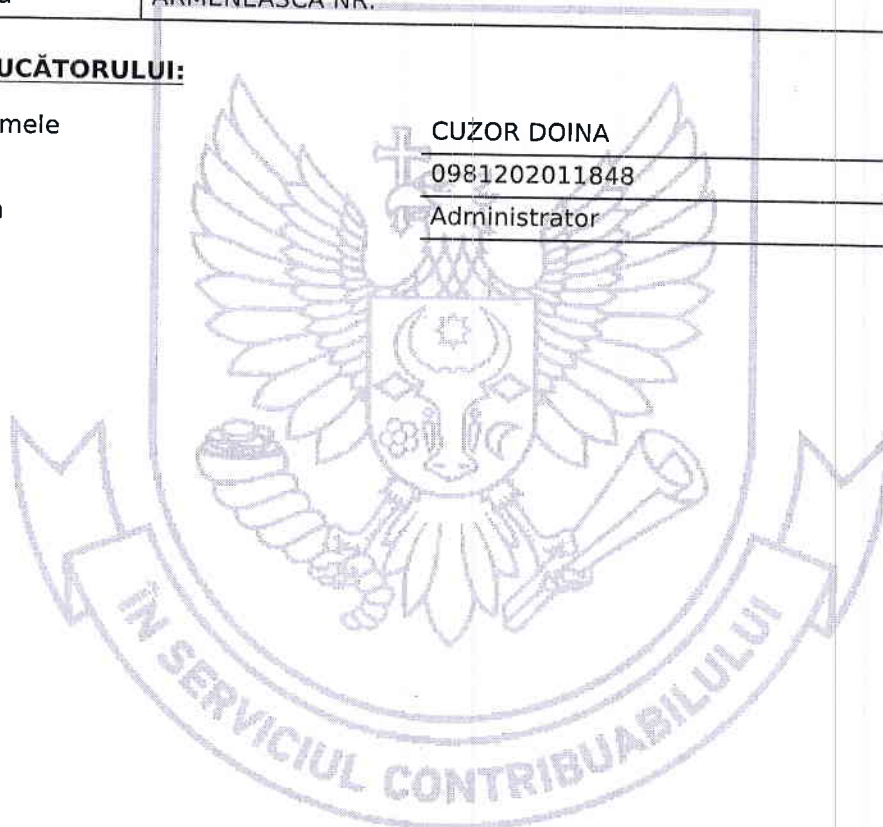 ARMENEASCA NR.
UCĂTORULUI:
mele
CUZOR DOINA
0981202011848
Administrator
ÎN SERVICIUL CONTRIBUABILULUI